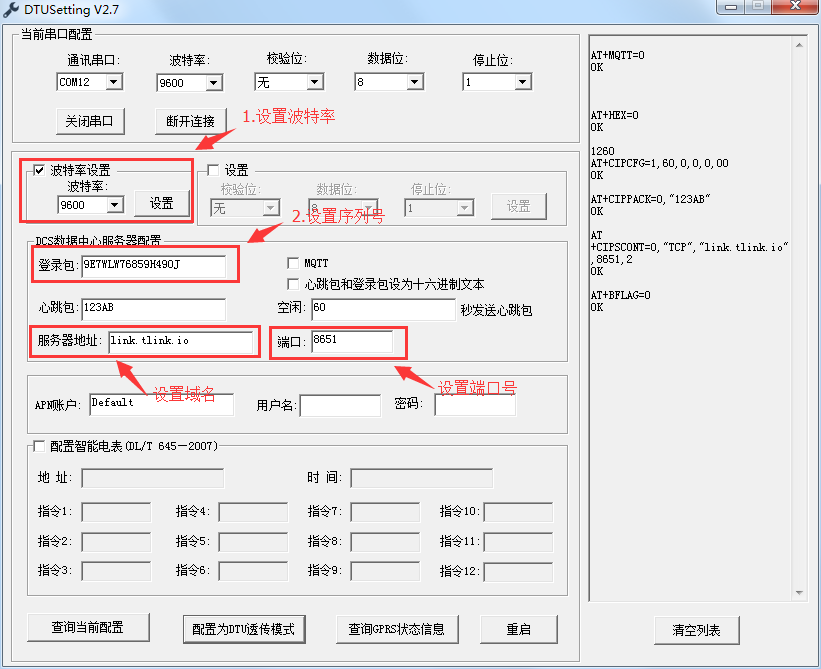 DTUSetting V2.7
当前串口配置
通讯串口: 波特率: 校验位: 数据位: 停止位:
COM12 9600 无 8 1
关闭串口 断开连接
1.设置波特率
波特率设置
波特率:
9600 设置
设置
校验位: 数据位: 停止位:
无 8 1 设置
2.设置序列号
DCS数据中心服务器配置
登录包: 9E7WLW76859H490J
MQTT
心跳包和登录包设为十六进制文本
心跳包: 123AB 空闲: 60 秒发送心跳包
服务器地址: link.tlink.io 端口: 8651
设置域名 设置端口号
APN账户: Default 用户名: 密码:
配置智能电表(DL/T 645—2007)
地 址: 时 间:
指令1: 指令4: 指令7: 指令10:
指令2: 指令5: 指令8: 指令11:
指令3: 指令6: 指令9: 指令12:
查询当前配置 配置为DTU透传模式 查询GPRS状态信息 重启
AT+MQTT=0
OK
AT+HEX=0
OK
1260
AT+CIPCFG=1,60,0,0,0,00
OK
AT+CIPPACK=0,"123AB"
OK
AT
+CIPSCONT=0,"TCP","link.tlink.io"
,8651,2
OK
AT+BFLAG=0
OK
清空列表